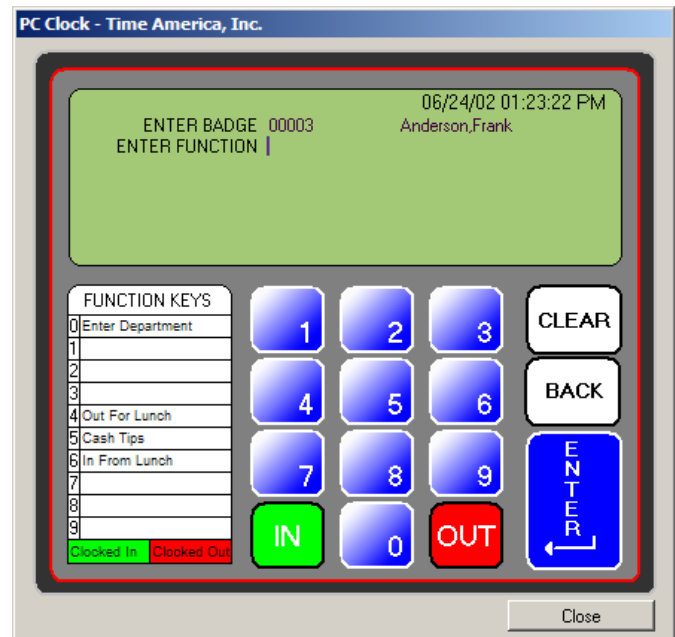 PC Clock - Time America, Inc.
06/24/02 01:23:22 PM
ENTER BADGE 00003 Anderson,Frank
ENTER FUNCTION
FUNCTION KEYS
0 Enter Department
1
2
3
4 Out For Lunch
5 Cash Tips
6 In From Lunch
7
8
9
Clocked In Clocked Out
1 2 3
4 5 6
7 8 9
IN 0 OUT
CLEAR
BACK
ENTER
Close